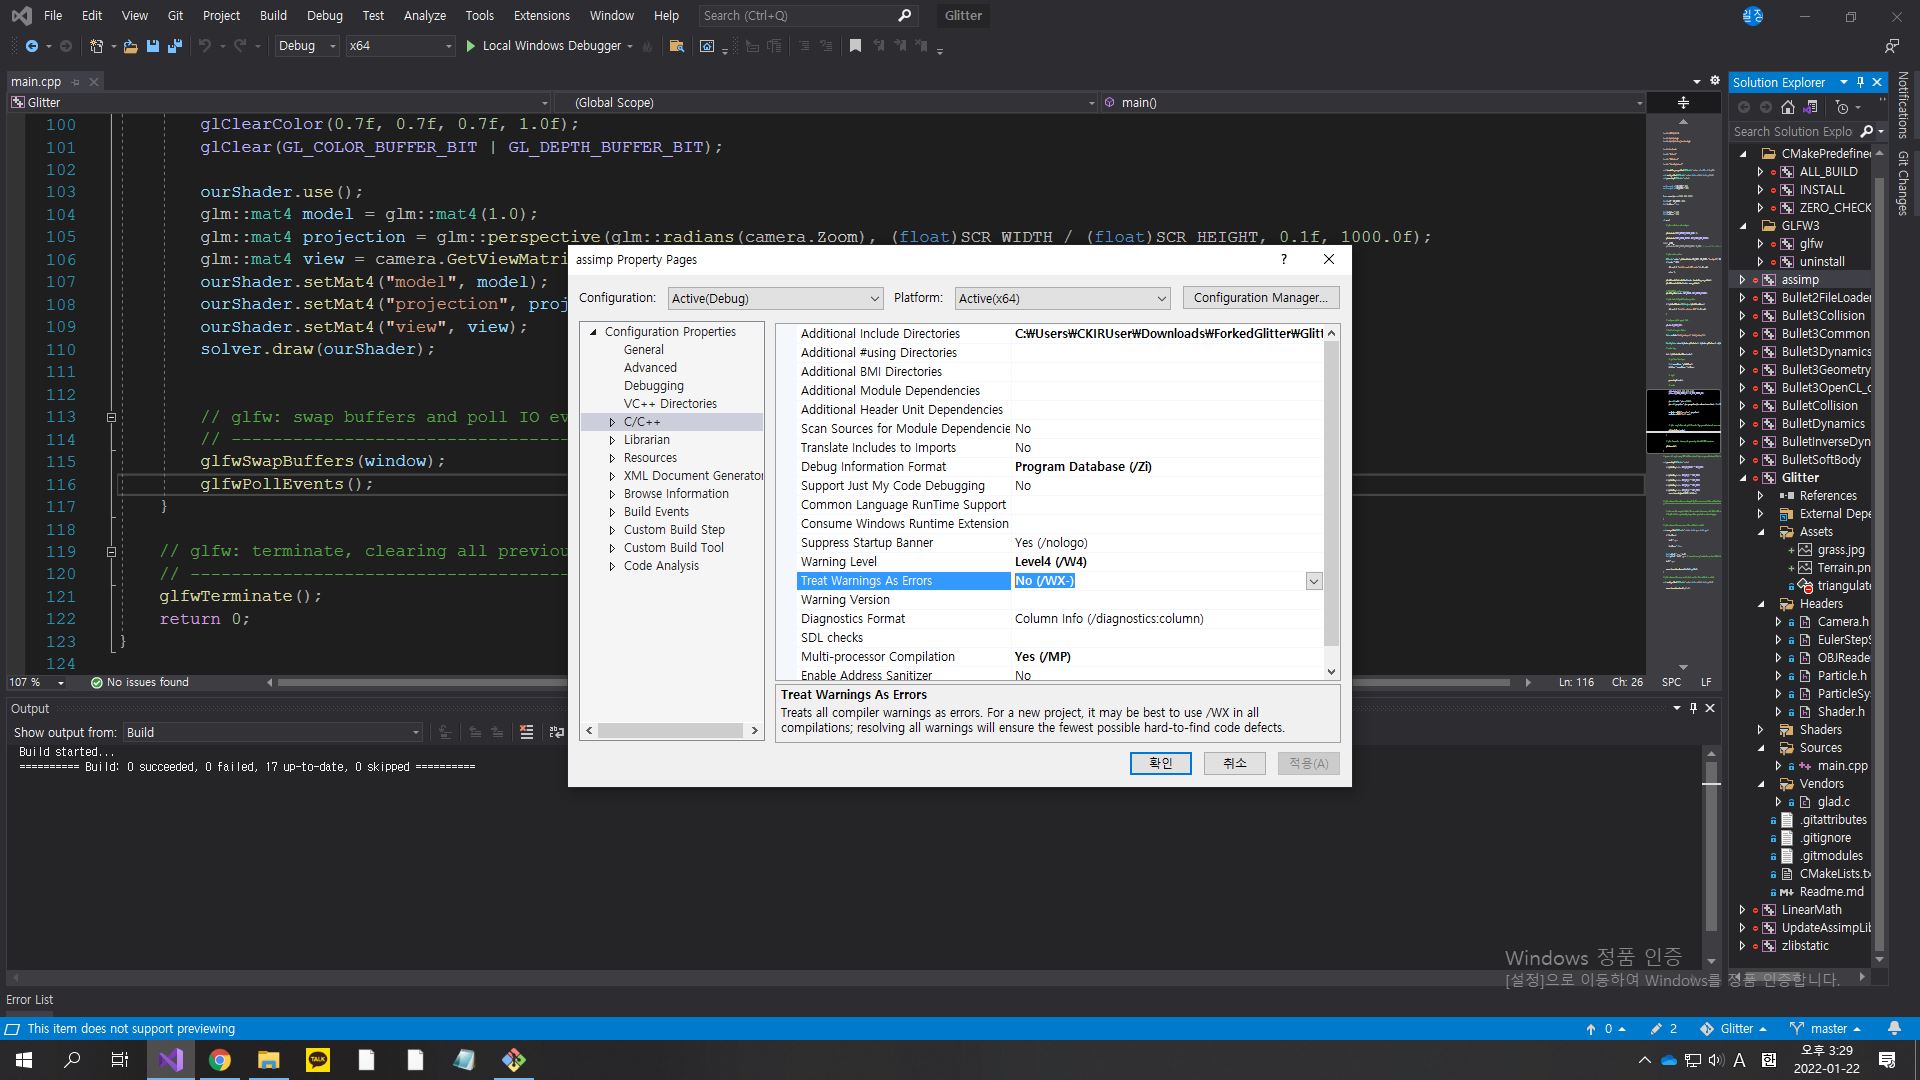 File Edit View Git Project Build Debug Test Analyze Tools Extensions Window Help Search (Ctrl+Q) Glitter 일장
Debug x64 Local Windows Debugger
main.cpp
Glitter (Global Scope) main()
100 glClearColor(0.7f, 0.7f, 0.7f, 1.0f);
101 glClear(GL_COLOR_BUFFER_BIT | GL_DEPTH_BUFFER_BIT);
102
103 ourShader.use();
104 glm::mat4 model = glm::mat4(1.0);
105 glm::mat4 projection = glm::perspective(glm::radians(camera.Zoom), (float)SCR_WIDTH / (float)SCR_HEIGHT, 0.1f, 1000.0f);
106 glm::mat4 view = camera.GetViewMatri
107 ourShader.setMat4("model", model);
108 ourShader.setMat4("projection", proj
109 ourShader.setMat4("view", view);
110 solver.draw(ourShader);
111
112
113 // glfw: swap buffers and poll IO ev
114 // ---------------------------------
115 glfwSwapBuffers(window);
116 glfwPollEvents();
117 }
118
119 // glfw: terminate, clearing all previou
120 // -------------------------------------
121 glfwTerminate();
122 return 0;
123 }
124
107 % No issues found Ln: 116 Ch: 26 SPC LF
assimp Property Pages ?
Configuration: Active(Debug) Platform: Active(x64) Configuration Manager...
Configuration Properties
General
Advanced
Debugging
VC++ Directories
C/C++
Librarian
Resources
XML Document Generator
Browse Information
Build Events
Custom Build Step
Custom Build Tool
Code Analysis
Additional Include Directories C:₩Users₩CKIRUser₩Downloads₩ForkedGlitter₩Glitt
Additional #using Directories
Additional BMI Directories
Additional Module Dependencies
Additional Header Unit Dependencies
Scan Sources for Module Dependencie No
Translate Includes to Imports No
Debug Information Format Program Database (/Zi)
Support Just My Code Debugging No
Common Language RunTime Support
Consume Windows Runtime Extension
Suppress Startup Banner Yes (/nologo)
Warning Level Level4 (/W4)
Treat Warnings As Errors No (/WX-)
Warning Version
Diagnostics Format Column Info (/diagnostics:column)
SDL checks
Multi-processor Compilation Yes (/MP)
Enable Address Sanitizer No
Treat Warnings As Errors
Treats all compiler warnings as errors. For a new project, it may be best to use /WX in all
compilations; resolving all warnings will ensure the fewest possible hard-to-find code defects.
확인 취소 적용(A)
Output
Show output from: Build
Build started...
========== Build: 0 succeeded, 0 failed, 17 up-to-date, 0 skipped ==========
Error List
Solution Explorer
Search Solution Explo
CMakePredefined
ALL_BUILD
INSTALL
ZERO_CHECK
GLFW3
glfw
uninstall
assimp
Bullet2FileLoader
Bullet3Collision
Bullet3Common
Bullet3Dynamics
Bullet3Geometry
Bullet3OpenCL_c
BulletCollision
BulletDynamics
BulletInverseDyn
BulletSoftBody
Glitter
References
External Depe
Assets
grass.jpg
Terrain.pn
triangulate
Headers
Camera.h
EulerStepS
OBJReade
Particle.h
ParticleSy
Shader.h
Shaders
Sources
main.cpp
Vendors
glad.c
.gitattributes
.gitignore
.gitmodules
CMakeLists.tx
Readme.md
LinearMath
UpdateAssimpLib
zlibstatic
Notifications
Git Changes
Windows 정품 인증
[설정]으로 이동하여 Windows를 정품 인증합니다.
This item does not support previewing 0 2 Glitter master
TALK A 한 오후 3:29
2022-01-22